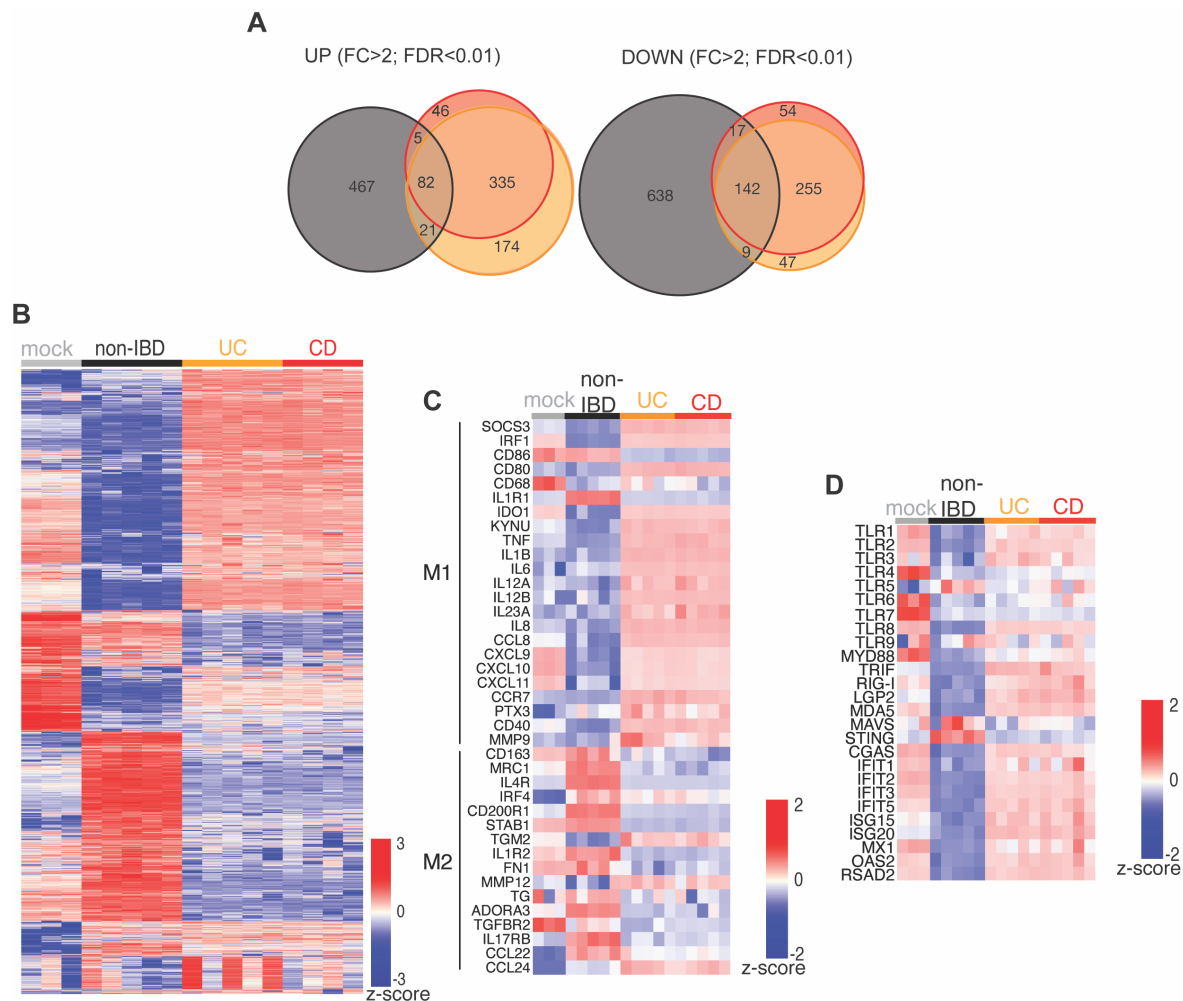 A
UP (FC>2; FDR<0.01)
DOWN (FC>2; FDR<0.01)
46
5
467
82
335
21
174
54
17
638
142
255
9
47
B
mock
non-IBD
UC
CD
3
0
-3
z-score
C
mock
non-
IBD
UC
CD
M1
SOCS3
IRF1
CD86
CD80
CD68
IL1R1
IDO1
KYNU
TNF
IL1B
IL6
IL12A
IL12B
IL23A
IL8
CCL8
CXCL9
CXCL10
CXCL11
CCR7
PTX3
CD40
MMP9
M2
CD163
MRC1
IL4R
IRF4
CD200R1
STAB1
TGM2
IL1R2
FN1
MMP12
TG
ADORA3
TGFBR2
IL17RB
CCL22
CCL24
2
0
-2
z-score
D
mock
non-
IBD
UC
CD
TLR1
TLR2
TLR3
TLR4
TLR5
TLR6
TLR7
TLR8
TLR9
MYD88
TRIF
RIG-I
LGP2
MDA5
MAVS
STING
CGAS
IFIT1
IFIT2
IFIT3
IFIT5
ISG15
ISG20
MX1
OAS2
RSAD2
2
0
-2
z-score